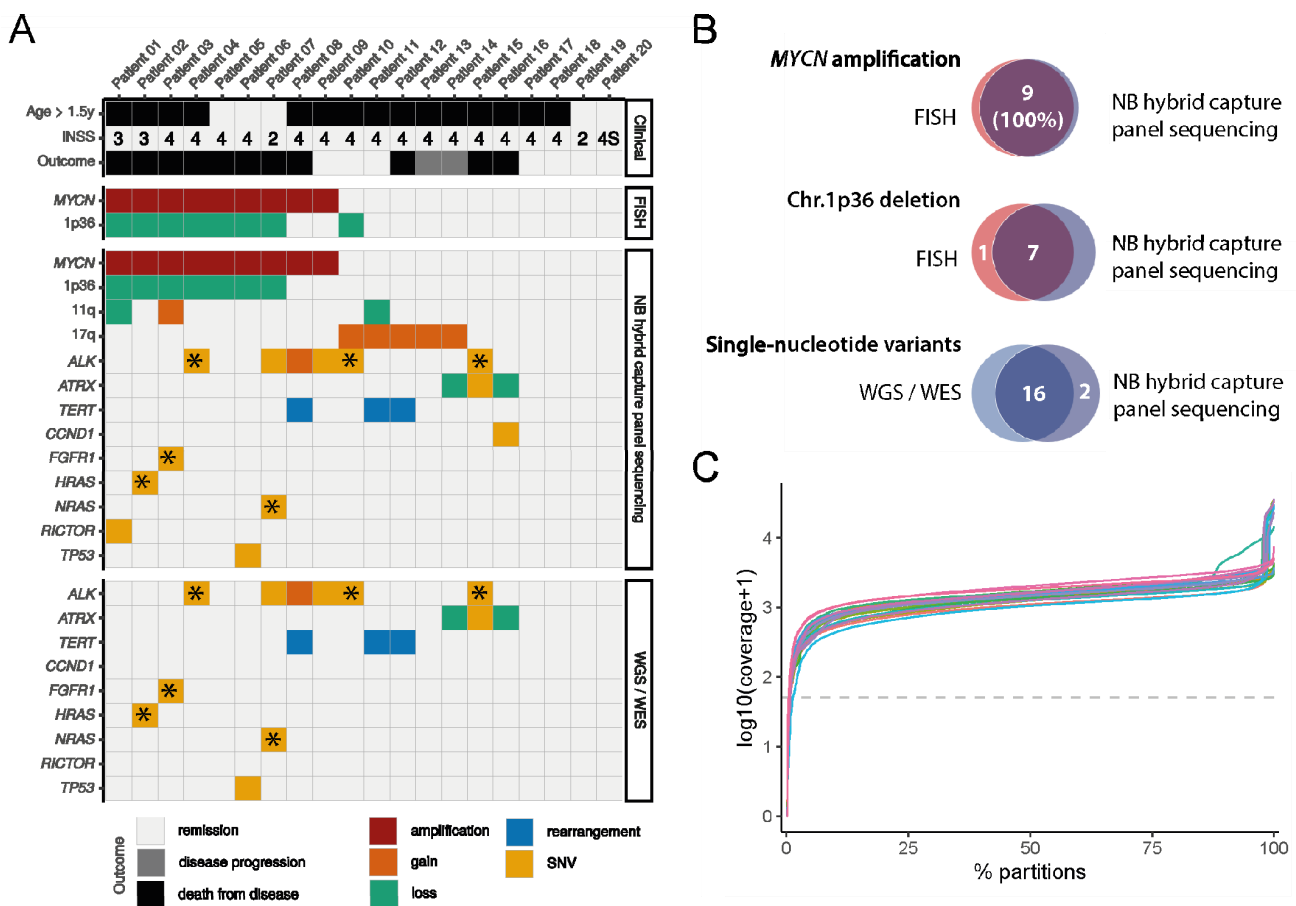 A
Patient 01
Patient 02
Patient 03
Patient 04
Patient 05
Patient 06
Patient 07
Patient 08
Patient 09
Patient 10
Patient 11
Patient 12
Patient 13
Patient 14
Patient 15
Patient 16
Patient 17
Patient 18
Patient 19
Patient 20
Age > 1.5y
INSS 3 3 4 4 4 4 2 4 4 4 4 4 4 4 4 4 4 4 2 4S
Outcome
Clinical
MYCN
1p36
FISH
MYCN
1p36
11q
17q
ALK * * *
ATRX
TERT
CCND1
FGFR1 *
HRAS *
NRAS *
RICTOR
TP53
NB hybrid capture panel sequencing
ALK * * *
ATRX
TERT
CCND1
FGFR1 *
HRAS *
NRAS *
RICTOR
TP53
WGS / WES
Outcome
remission
disease progression
death from disease
amplification
gain
loss
rearrangement
SNV
B
MYCN amplification
FISH
9
(100%)
NB hybrid capture
panel sequencing
Chr.1p36 deletion
FISH
1 7
NB hybrid capture
panel sequencing
Single-nucleotide variants
WGS / WES
16 2
NB hybrid capture
panel sequencing
C
log10(coverage+1)
4
3
2
1
0
0 25 50 75 100
% partitions